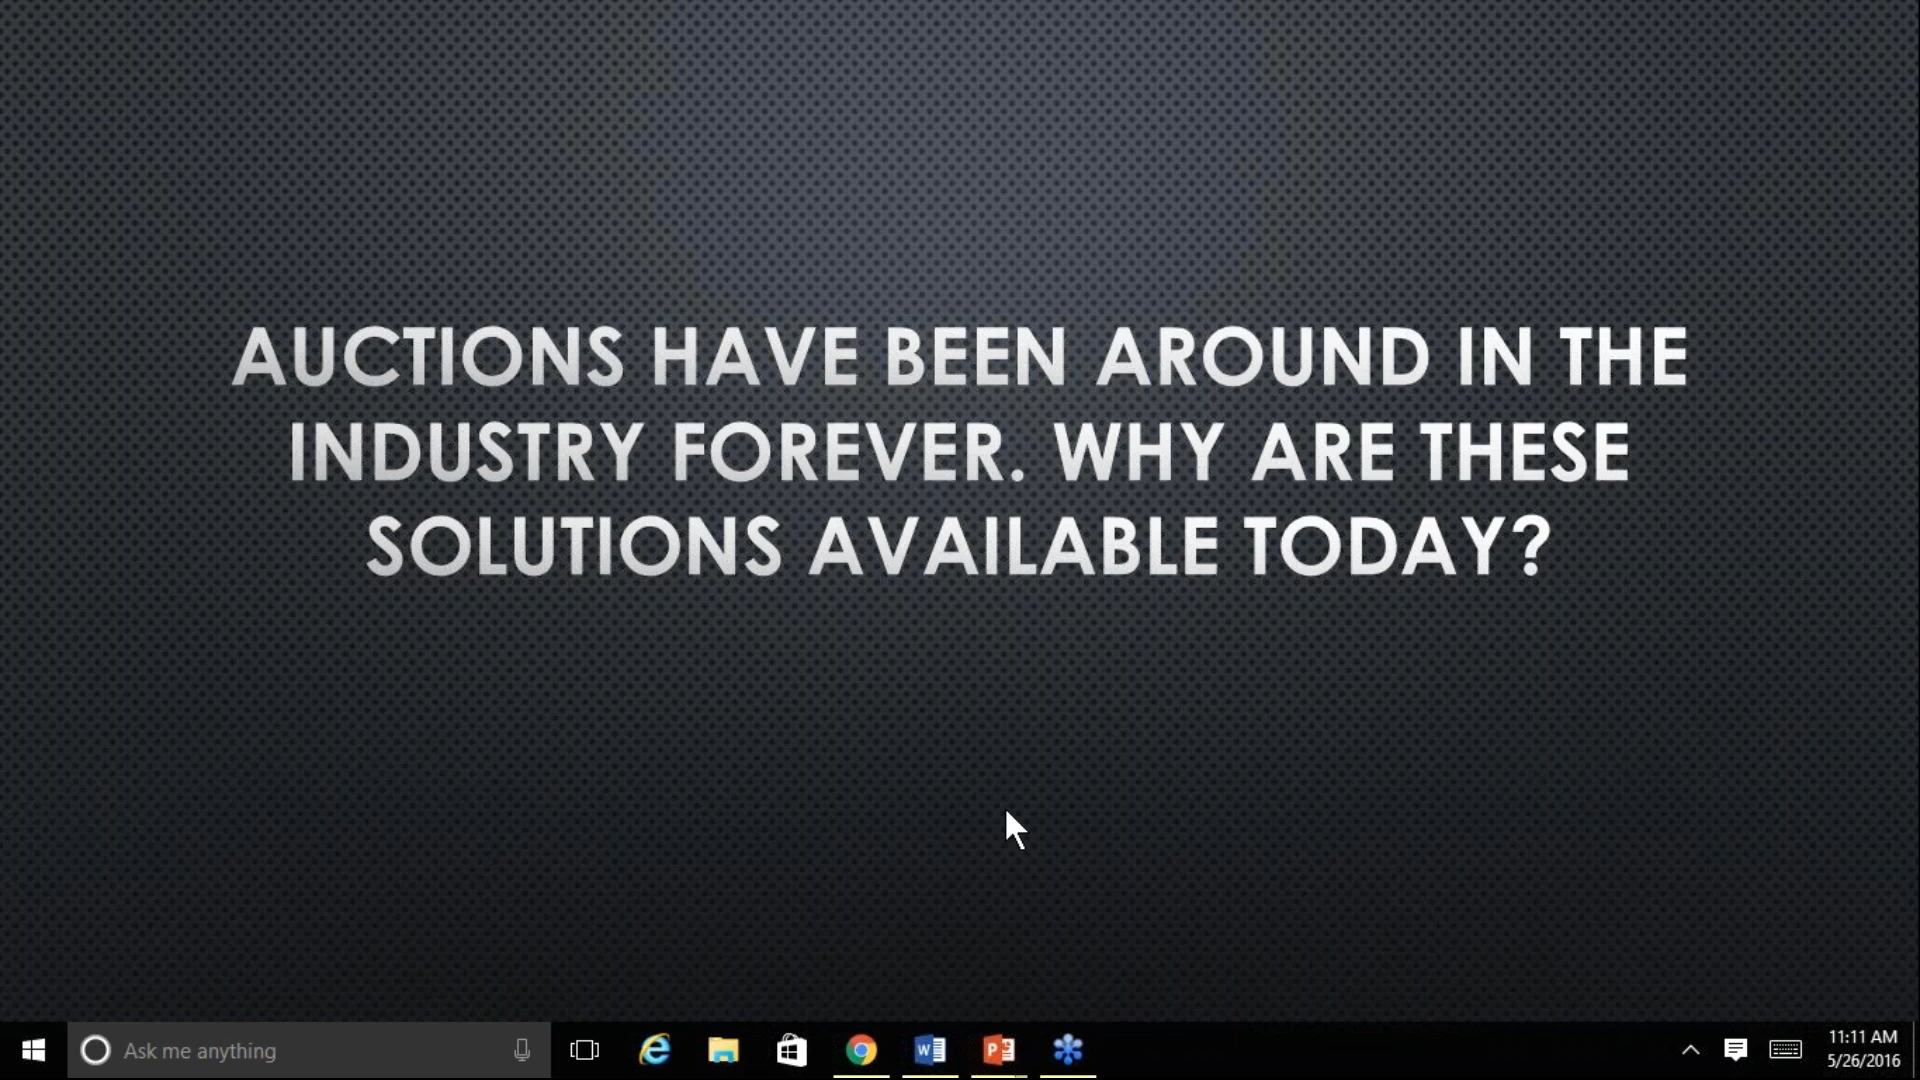 AUCTIONS HAVE BEEN AROUND IN THE
INDUSTRY FOREVER. WHY ARE THESE
SOLUTIONS AVAILABLE TODAY?
Ask me anything
11:11 AM
5/26/2016